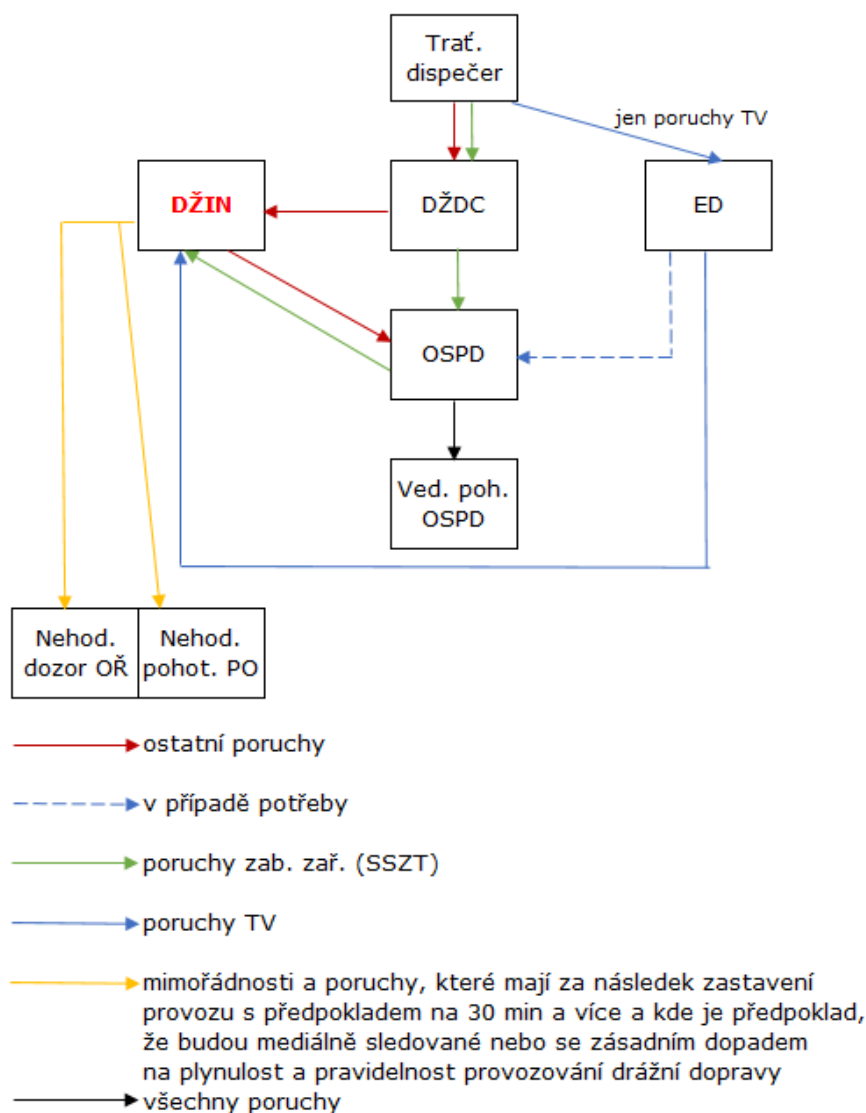 Trať.
dispečer
jen poruchy TV
DŽIN
DŽDC
ED
OSPD
Ved. poh.
OSPD
Nehod.
dozor OŘ
Nehod.
pohot. PO
ostatní poruchy
v případě potřeby
poruchy zab. zař. (SSZT)
poruchy TV
mimořádnosti a poruchy, které mají za následek zastavení
provozu s předpokladem na 30 min a více a kde je předpoklad,
že budou mediálně sledované nebo se zásadním dopadem
na plynulost a pravidelnost provozování drážní dopravy
všechny poruchy